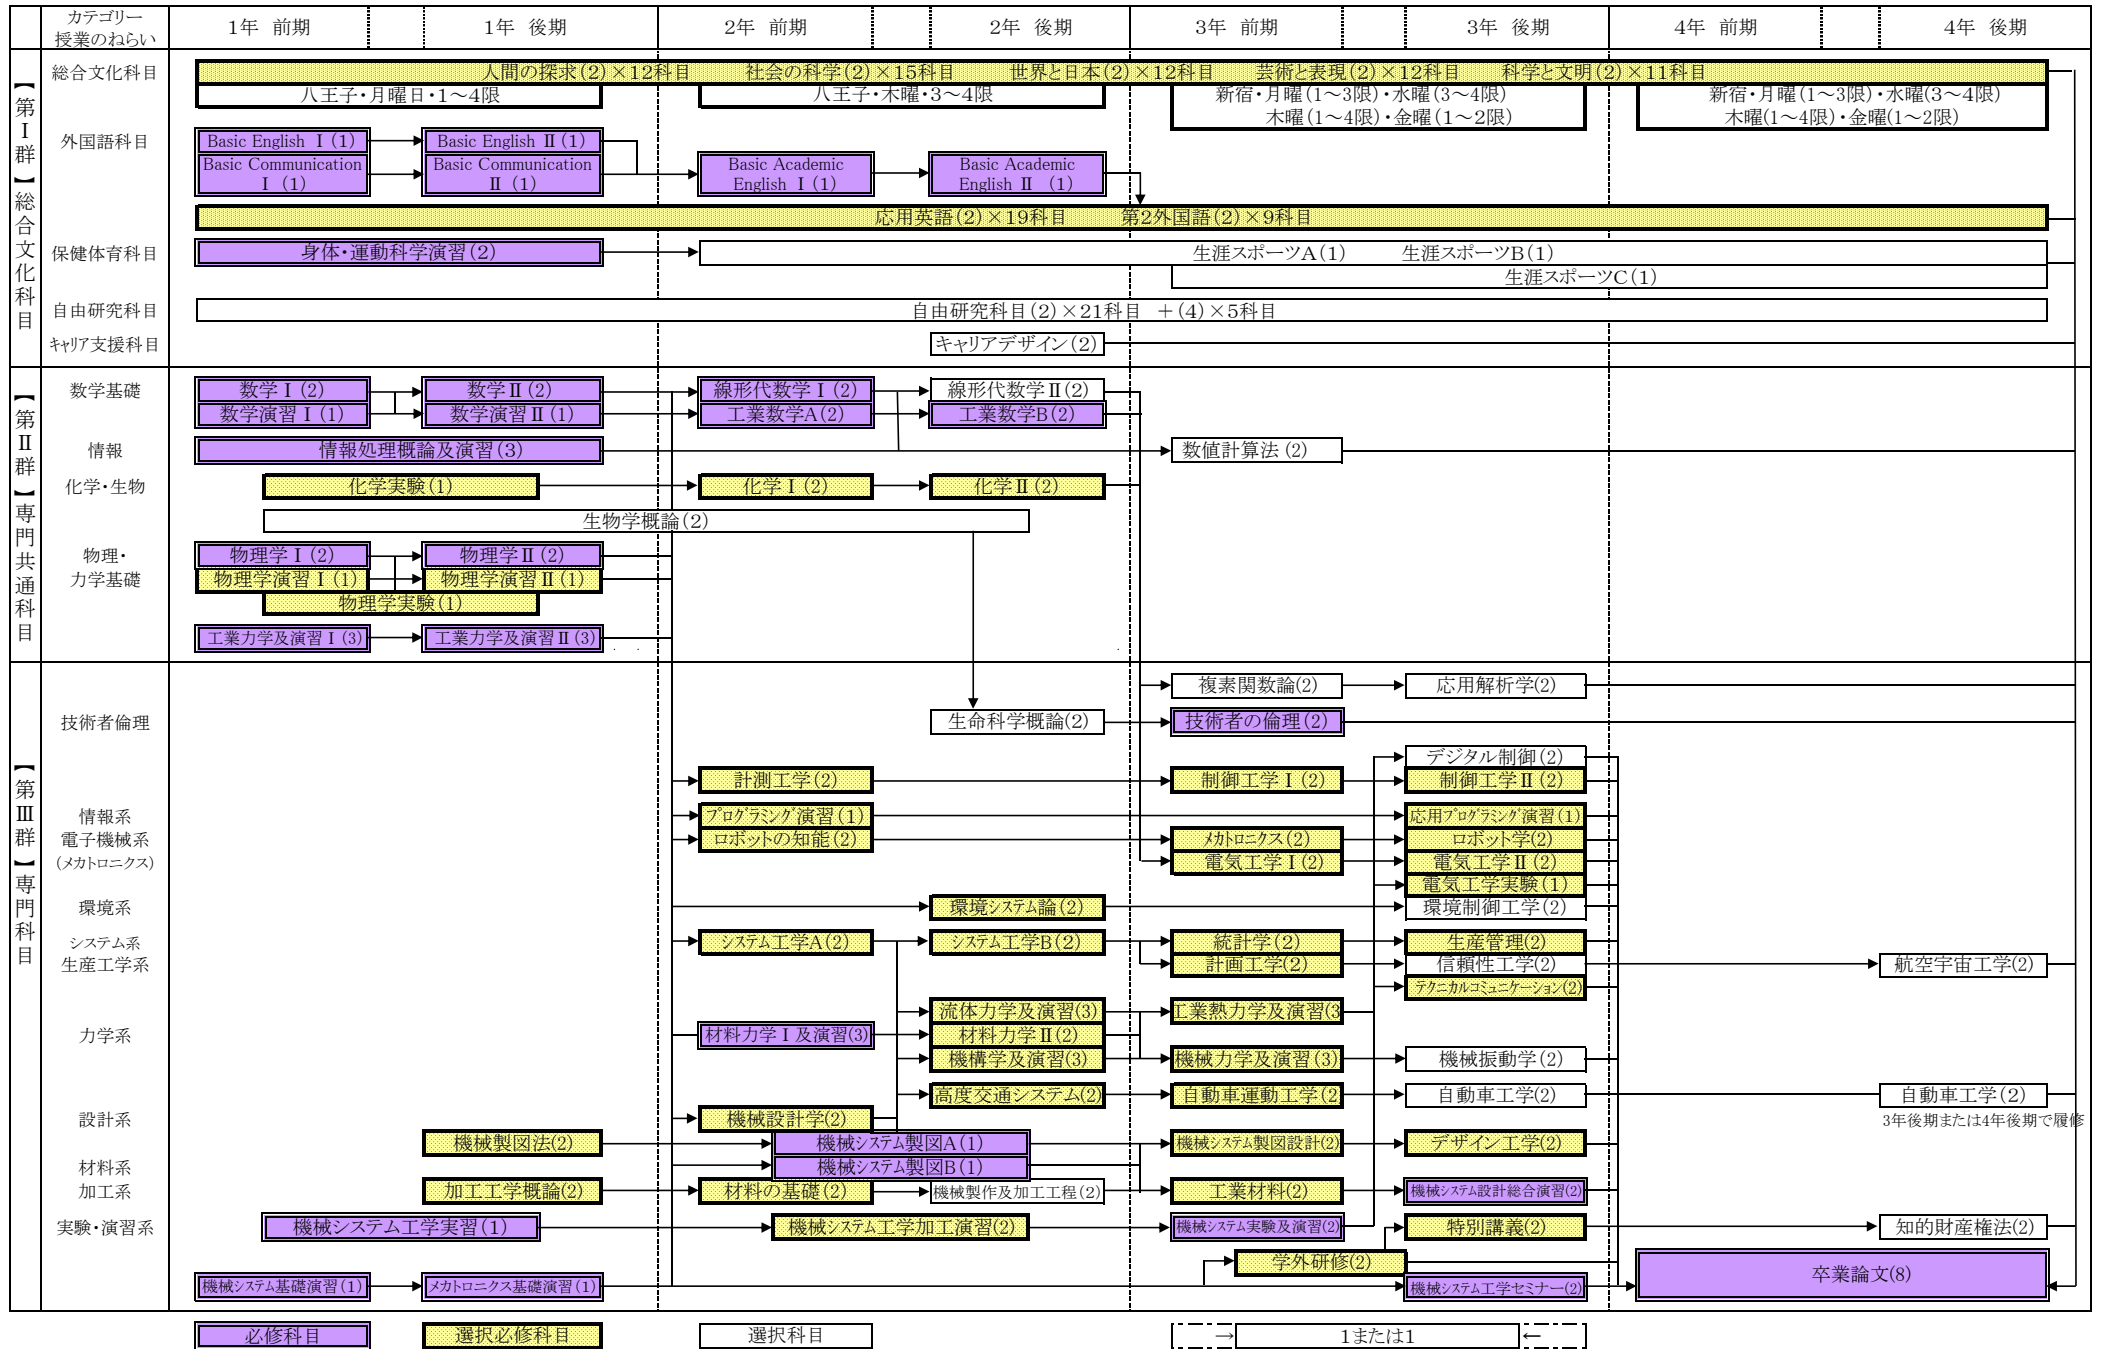 カテゴリー
授業のねらい
1年 前期
1年 後期
2年 前期
2年 後期
3年 前期
3年 後期
4年 前期
4年 後期
【第Ⅰ群】総合文化科目
総合文化科目
人間の探求(2)×12科目 社会の科学(2)×15科目 世界と日本(2)×12科目 芸術と表現(2)×12科目 科学と文明(2)×11科目
八王子・月曜日・1～4限
八王子・木曜・3～4限
新宿・月曜(1～3限)・水曜(3～4限)
木曜(1～4限)・金曜(1～2限)
新宿・月曜(1～3限)・水曜(3～4限)
木曜(1～4限)・金曜(1～2限)
外国語科目
Basic English Ⅰ(1)
Basic English Ⅱ(1)
Basic Communication
Ⅰ (1)
Basic Communication
Ⅱ (1)
Basic Academic
English Ⅰ(1)
Basic Academic
English Ⅱ (1)
応用英語(2)×19科目 第2外国語(2)×9科目
保健体育科目
身体・運動科学演習(2)
生涯スポーツA(1) 生涯スポーツB(1)
生涯スポーツC(1)
自由研究科目
自由研究科目(2)×21科目 +(4)×5科目
キャリア支援科目
キャリアデザイン(2)
【第Ⅱ群】専門共通科目
数学基礎
数学Ⅰ(2)
数学Ⅱ(2)
線形代数学Ⅰ(2)
線形代数学Ⅱ(2)
数学演習Ⅰ(1)
数学演習Ⅱ(1)
工業数学A(2)
工業数学B(2)
情報
情報処理概論及演習(3)
数値計算法(2)
化学・生物
化学実験(1)
化学Ⅰ(2)
化学Ⅱ(2)
生物学概論(2)
物理・
力学基礎
物理学Ⅰ(2)
物理学Ⅱ(2)
物理学演習Ⅰ(1)
物理学演習Ⅱ(1)
物理学実験(1)
工業力学及演習Ⅰ(3)
工業力学及演習Ⅱ(3)
【第Ⅲ群】専門科目
複素関数論(2)
応用解析学(2)
技術者倫理
生命科学概論(2)
技術者の倫理(2)
デジタル制御(2)
計測工学(2)
制御工学Ⅰ(2)
制御工学Ⅱ(2)
情報系
プログラミング演習(1)
応用プログラミング演習(1)
電子機械系
ロボットの知能(2)
メカトロニクス(2)
ロボット学(2)
(メカトロニクス)
電気工学Ⅰ(2)
電気工学Ⅱ(2)
電気工学実験(1)
環境系
環境システム論(2)
環境制御工学(2)
システム系
システム工学A(2)
システム工学B(2)
統計学(2)
生産管理(2)
生産工学系
計画工学(2)
信頼性工学(2)
航空宇宙工学(2)
テクニカルコミュニケーション(2)
流体力学及演習(3)
工業熱力学及演習(3
力学系
材料力学Ⅰ及演習(3)
材料力学Ⅱ(2)
機構学及演習(3)
機械力学及演習(3)
機械振動学(2)
高度交通システム(2)
自動車運動工学(2
自動車工学(2)
自動車工学(2)
設計系
機械設計学(2)
3年後期または4年後期で履修
機械製図法(2)
機械システム製図A(1)
機械システム製図設計(2)
デザイン工学(2)
材料系
機械システム製図B(1)
加工系
加工工学概論(2)
材料の基礎(2)
機械製作及加工工程(2)
工業材料(2)
機械システム設計総合演習(2)
実験・演習系
機械システム工学実習(1)
機械システム工学加工演習(2)
機械システム実験及演習(2)
特別講義(2)
知的財産権法(2)
学外研修(2)
機械システム基礎演習(1)
メカトロニクス基礎演習(1)
機械システム工学セミナー(2)
卒業論文(8)
必修科目
選択必修科目
選択科目
→ 1または1 ←